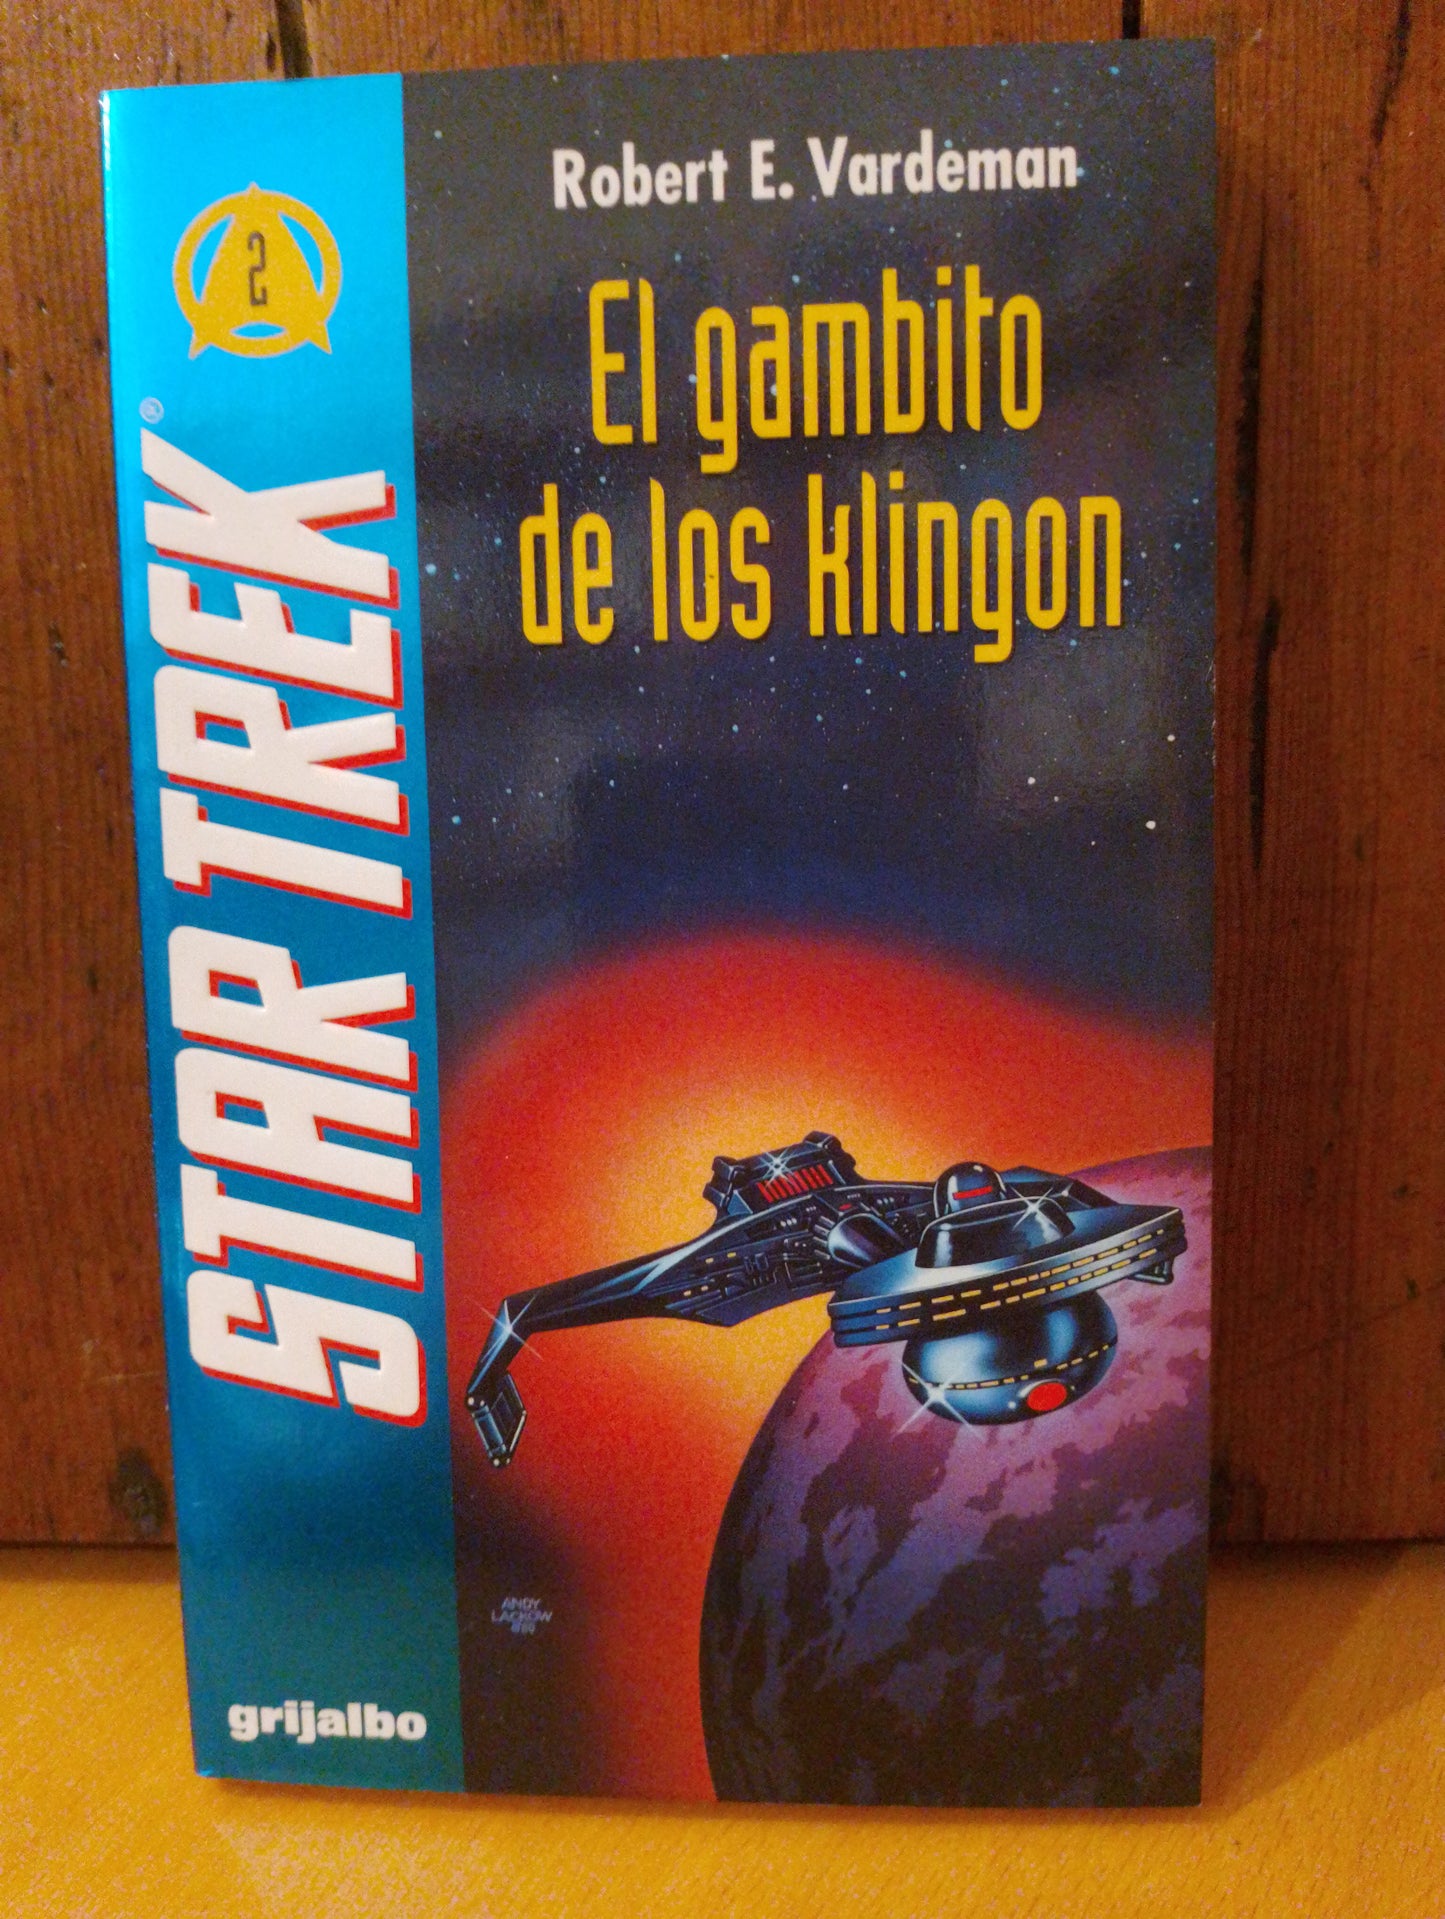 Robert E. Vardeman
El gambito
de los klingon
2
STAR TREK®
ANDY
LACKOW
grijalbo